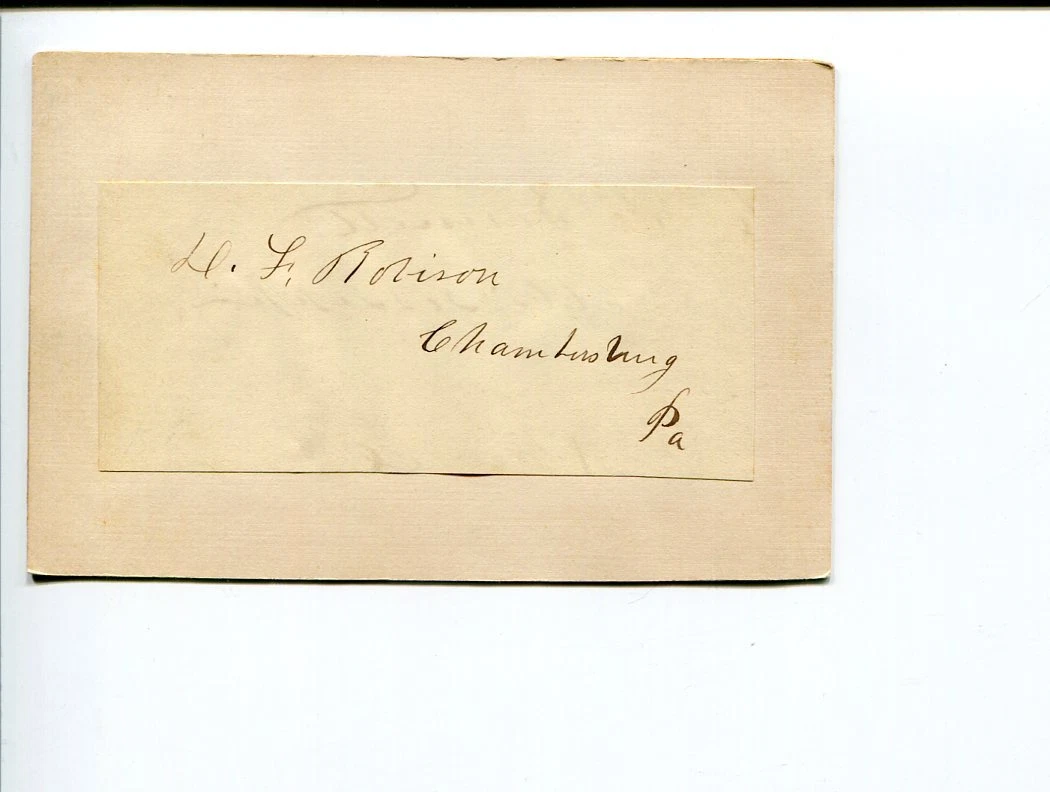 D. F. Robison
Chambersburg
Pa